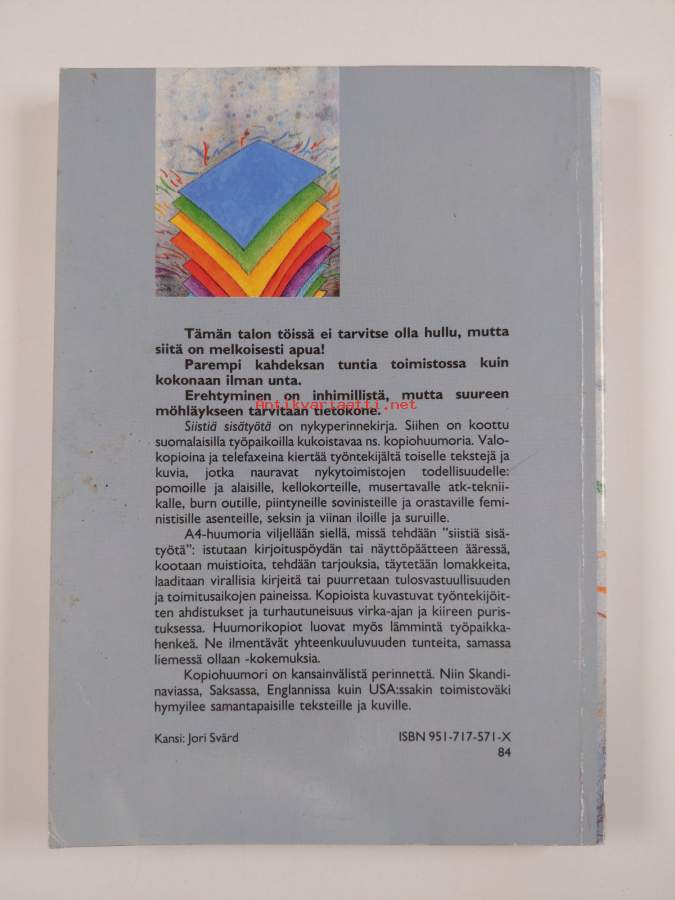 Tämän talon töissä ei tarvitse olla hullu, mutta
siitä on melkoisesti apua!
Parempi kahdeksan tuntia toimistossa kuin
kokonaan ilman unta.
Erehtyminen on inhimillistä, mutta suureen
Antikvariaatti.net
möhläykseen tarvitaan tietokone.
Siistiä sisätyötä on nykyperinnekirja. Siihen on koottu
suomalaisilla työpaikoilla kukoistavaa ns. kopiohuumoria. Valo-
kopioina ja telefaxeina kiertää työntekijältä toiselle tekstejä ja
kuvia, jotka nauravat nykytoimistojen todellisuudelle:
pomoille ja alaisille, kellokorteille, musertavalle atk-teknii-
kalle, burn outille, piintyneille sovinisteille ja orastaville femi-
nistisille asenteille, seksin ja viinan iloille ja suruille.
A4-huumoria viljellään siellä, missä tehdään "siistiä sisä-
työtä": istutaan kirjoituspöydän tai näyttöpäätteen ääressä,
kootaan muistioita, tehdään tarjouksia, täytetään lomakkeita,
laaditaan virallisia kirjeitä tai puurretaan tulosvastuullisuuden
ja toimitusaikojen paineissa. Kopioista kuvastuvat työntekijöit-
ten ahdistukset ja turhautuneisuus virka-ajan ja kiireen puris-
tuksessa. Huumorikopiot luovat myös lämmintä työpaikka-
henkeä. Ne ilmentävät yhteenkuuluvuuden tunteita, samassa
liemessä ollaan -kokemuksia.
Kopiohuumori on kansainvälistä perinnettä. Niin Skandi-
naviassa, Saksassa, Englannissa kuin USA:ssakin toimistoväki
hymyilee samantapaisille teksteille ja kuville.
Kansi: Jori Svärd ISBN 951-717-571-X
84